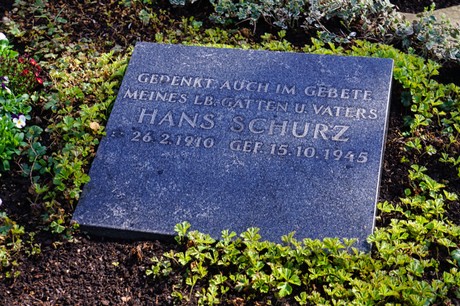 GEDENKT AUCH IM GEBETE
MEINES LB. GATTEN U. VATERS
HANS SCHURZ
* 26.2.1910 GEF. 15.10.1945